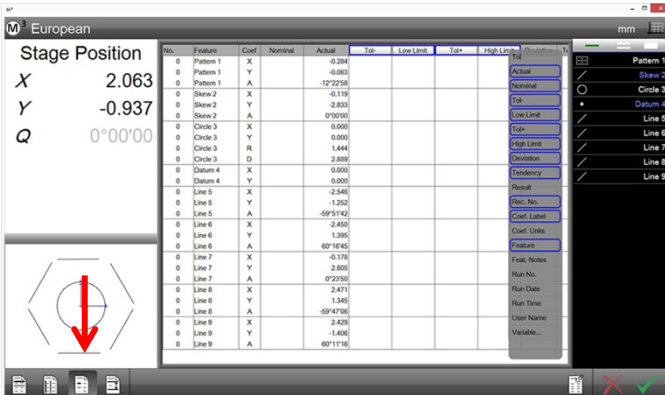 M³
M³ European mm
Stage Position
X 2.063
Y -0.937
Q 0°00'00
No. Feature Coef Nominal Actual Tol- Low Limit Tol+ High Limit Deviation
0 Pattern 1 X -0.284
0 Pattern 1 Y -0.063
0 Pattern 1 A -12°22'58
0 Skew 2 X -0.119
0 Skew 2 Y -2.833
0 Skew 2 A 0°00'00
0 Circle 3 X 0.000
0 Circle 3 Y 0.000
0 Circle 3 R 1.444
0 Circle 3 D 2.889
0 Datum 4 X 0.000
0 Datum 4 Y 0.000
0 Line 5 X -2.546
0 Line 5 Y -1.252
0 Line 5 A -59°51'42
0 Line 6 X -2.450
0 Line 6 Y 1.395
0 Line 6 A 60°16'45
0 Line 7 X -0.178
0 Line 7 Y 2.805
0 Line 7 A 0°23'50
0 Line 8 X 2.471
0 Line 8 Y 1.345
0 Line 8 A -59°47'06
0 Line 9 X 2.429
0 Line 9 Y -1.406
0 Line 9 A 60°11'16
Tol
Actual
Nominal
Tol-
Low Limit
Tol+
High Limit
Deviation
Tendency
Result
Rec. No.
Coef. Label
Coef. Units
Feature
Feat. Notes
Run No.
Run Date
Run Time
User Name
Variable...
Pattern 1
Skew 2
Circle 3
Datum 4
Line 5
Line 6
Line 7
Line 8
Line 9